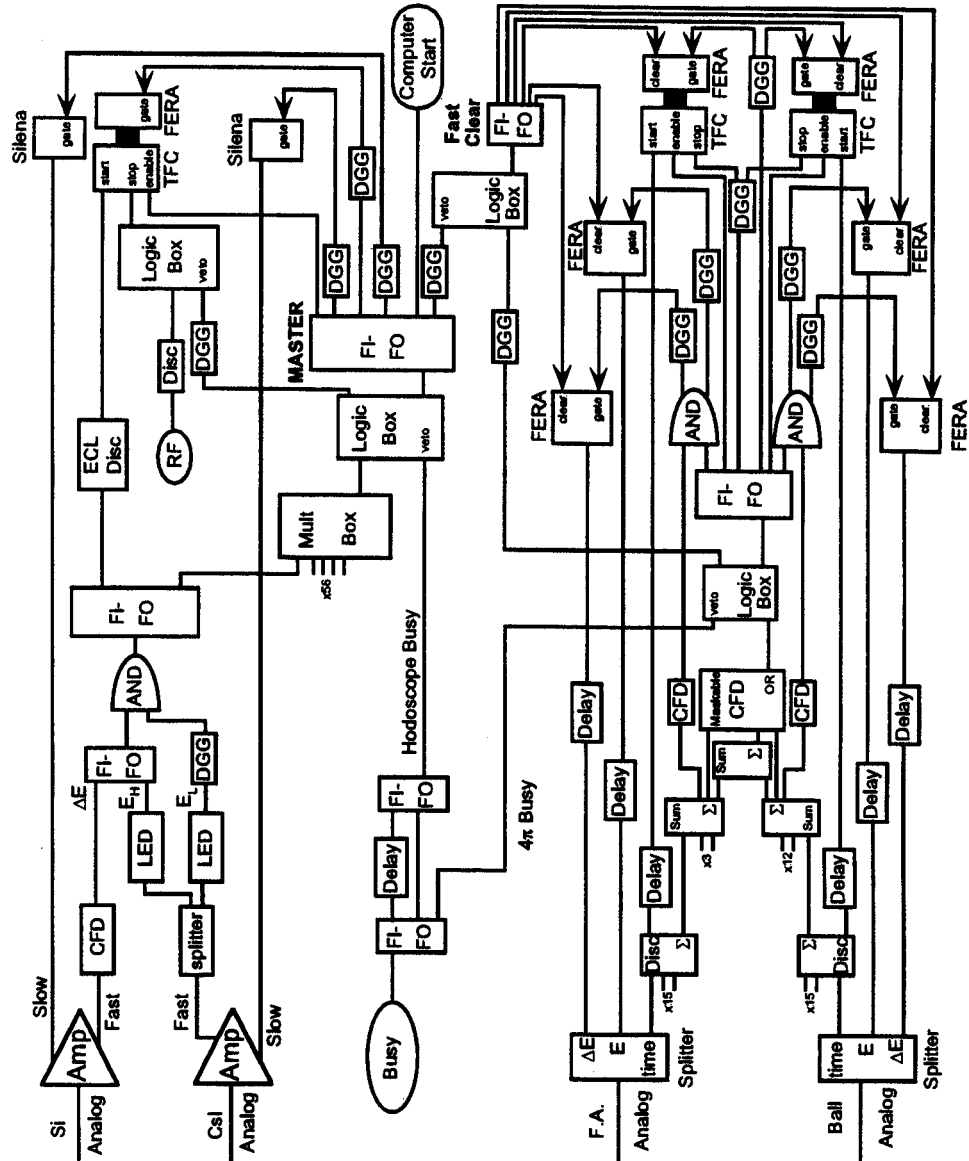 Si
Analog
Amp
Slow
Fast
CFD
ΔE
FI-
FO
AND
FI-
FO
ECL
Disc
RF
Disc
DGG
Logic
Box
veto
start
stop
enable
TFC
gate
FERA
Silena
gate
CsI
Analog
Amp
Fast
Slow
splitter
LED
LED
E_H
E_L
DGG
Mult
Box
x56
Logic
Box
veto
MASTER
FI-
FO
DGG
DGG
DGG
DGG
Silena
gate
Computer
Start
Busy
FI-
FO
Delay
FI-
FO
Hodoscope Busy
4π Busy
DGG
veto
Logic
Box
Fast
Clear
FI-
FO
F.A.
Analog
ΔE
E
time
Splitter
Disc
Σ
x15
Delay
Delay
Delay
Sum
Σ
x3
CFD
Sum
Σ
Maskable
CFD
OR
veto
Logic
Box
FI-
FO
AND
DGG
DGG
FERA
clear
gate
FERA
clear
gate
DGG
start
enable
stop
TFC
clear
gate
FERA
DGG
Ball
Analog
time
E
ΔE
Splitter
Σ
Disc
x15
Delay
Delay
Delay
Σ
Sum
x12
CFD
AND
DGG
DGG
FERA
gate
clear
FERA
gate
clear
stop
enable
start
TFC
gate
clear
FERA